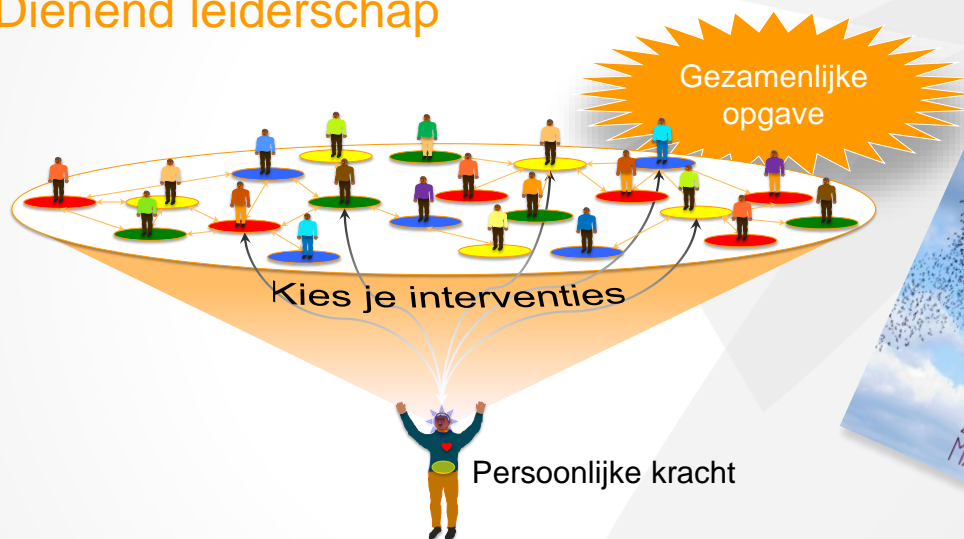 Dienend leiderschap
Gezamenlijke
opgave
Kies je interventies
Persoonlijke kracht